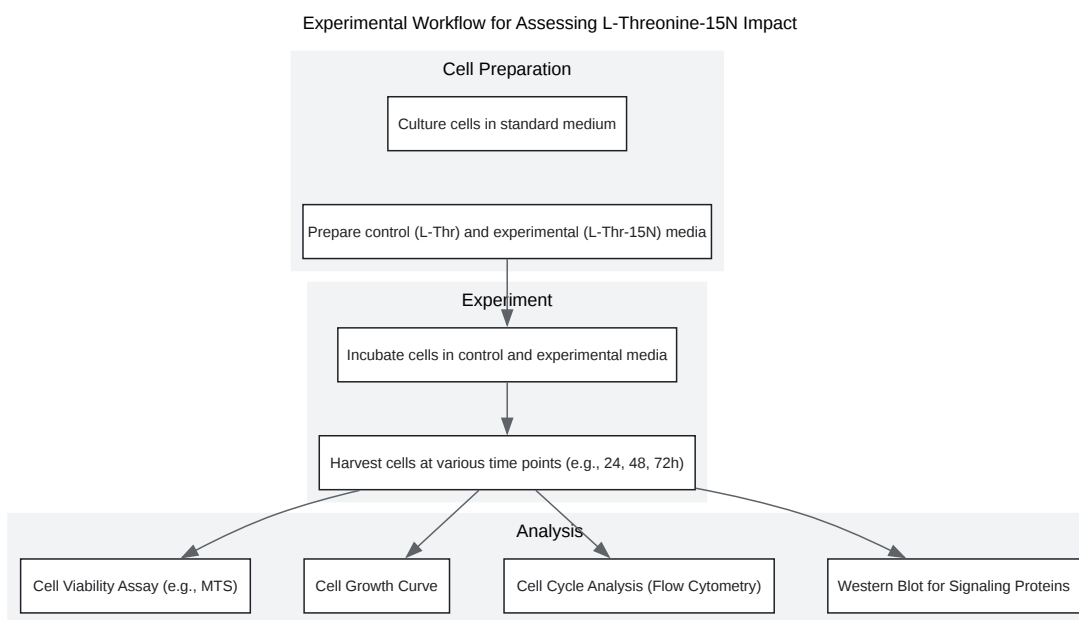 Experimental Workflow for Assessing L-Threonine-15N Impact
Cell Preparation
Culture cells in standard medium
Prepare control (L-Thr) and experimental (L-Thr-15N) media
Experiment
Incubate cells in control and experimental media
Harvest cells at various time points (e.g., 24, 48, 72h)
Analysis
Cell Viability Assay (e.g., MTS)
Cell Growth Curve
Cell Cycle Analysis (Flow Cytometry)
Western Blot for Signaling Proteins